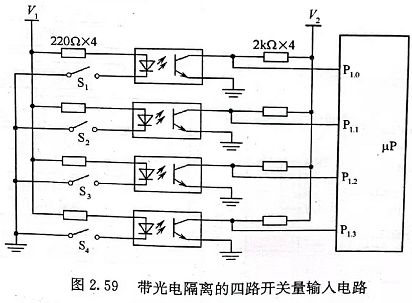 V₁ V₂
220Ω×4 2kΩ×4
P₁.₀
S₁
P₁.₁
S₂
μP
P₁.₂
S₃
P₁.₃
S₄
图 2.59 带光电隔离的四路开关量输入电路